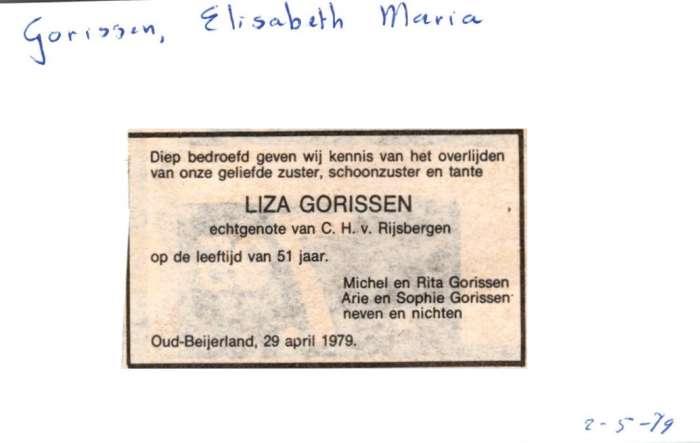 Gorissen, Elisabeth Maria
Diep bedroefd geven wij kennis van het overlijden
van onze geliefde zuster, schoonzuster en tante
LIZA GORISSEN
echtgenote van C. H. v. Rijsbergen
op de leeftijd van 51 jaar.
Michel en Rita Gorissen
Arie en Sophie Gorissen
neven en nichten
Oud-Beijerland, 29 april 1979.
2-5-79